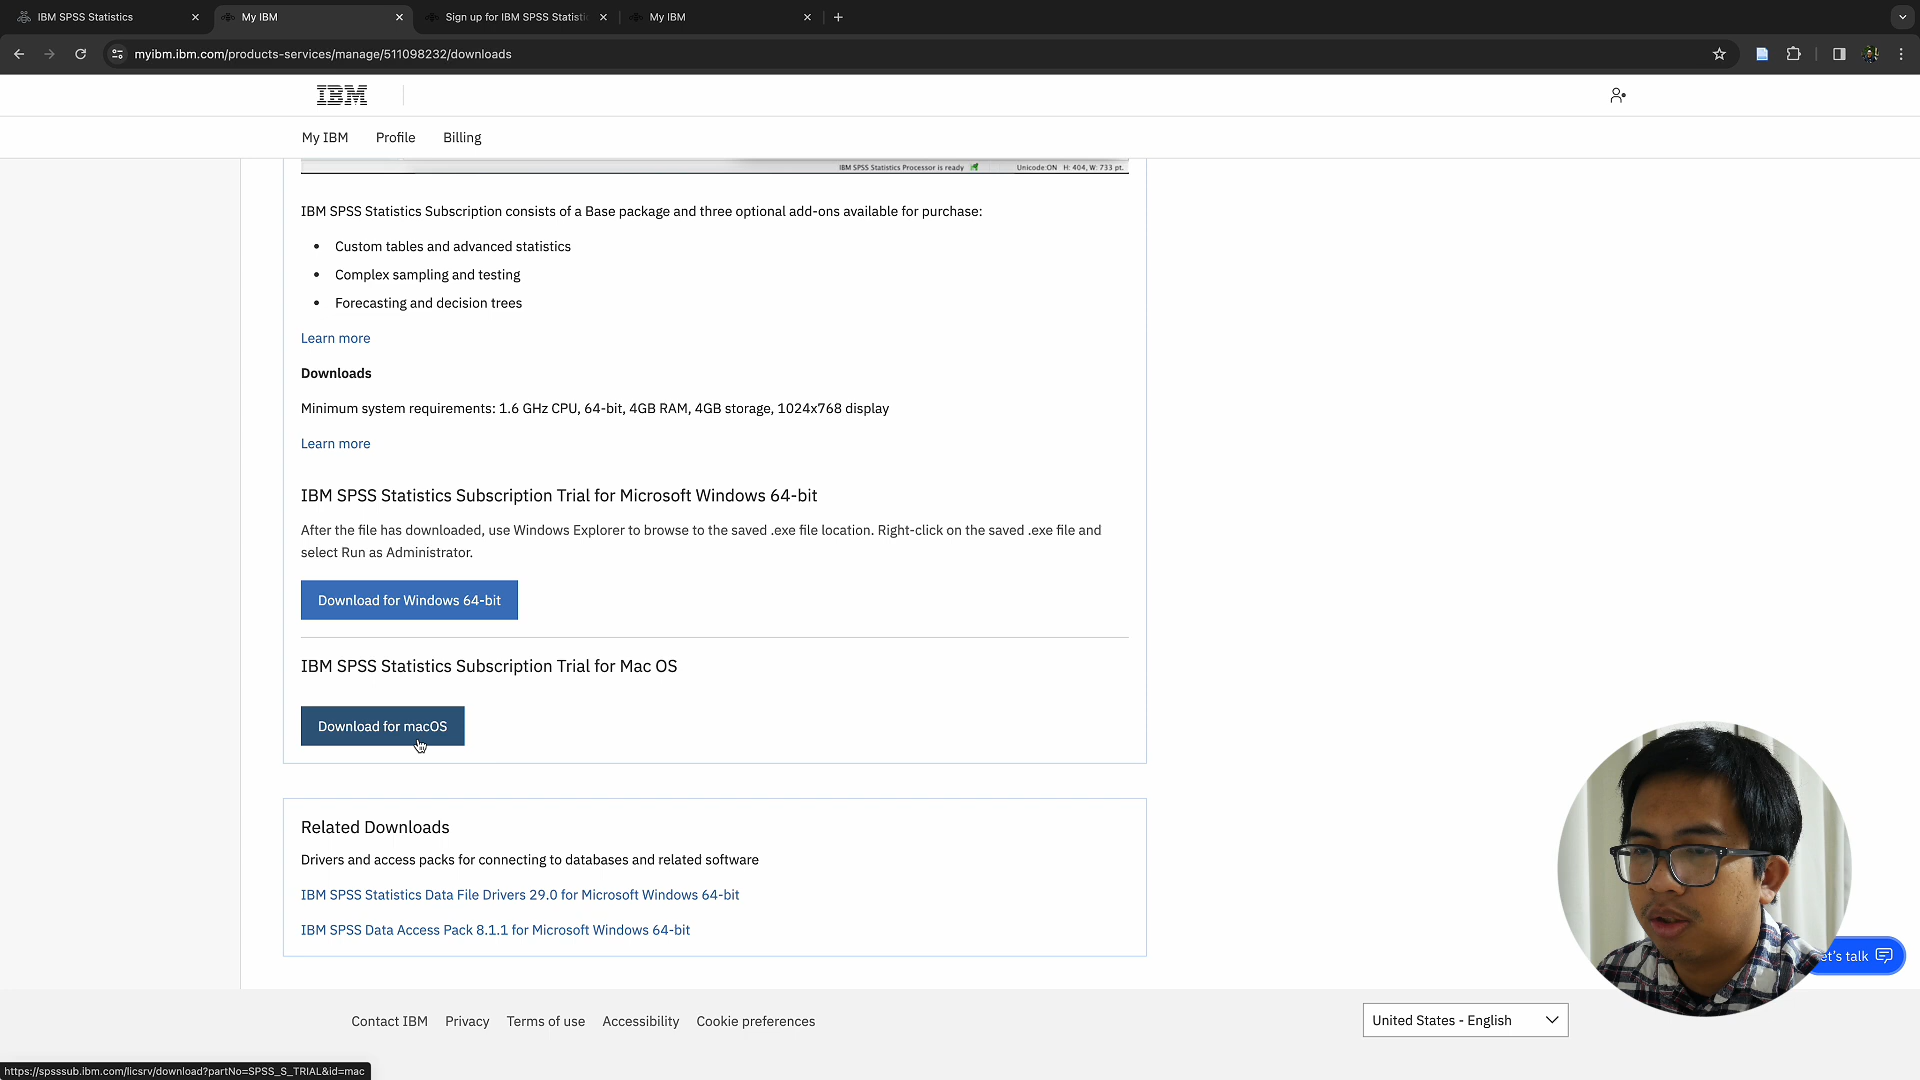 IBM SPSS Statistics
My IBM
Sign up for IBM SPSS Statisti
My IBM
myibm.ibm.com/products-services/manage/511098232/downloads
IBM
My IBM Profile Billing
IBM SPSS Statistics Processor is ready Unicode:ON H: 404, W: 733 pt.
IBM SPSS Statistics Subscription consists of a Base package and three optional add-ons available for purchase:
• Custom tables and advanced statistics
• Complex sampling and testing
• Forecasting and decision trees
Learn more
Downloads
Minimum system requirements: 1.6 GHz CPU, 64-bit, 4GB RAM, 4GB storage, 1024x768 display
Learn more
IBM SPSS Statistics Subscription Trial for Microsoft Windows 64-bit
After the file has downloaded, use Windows Explorer to browse to the saved .exe file location. Right-click on the saved .exe file and
select Run as Administrator.
Download for Windows 64-bit
IBM SPSS Statistics Subscription Trial for Mac OS
Download for macOS
Related Downloads
Drivers and access packs for connecting to databases and related software
IBM SPSS Statistics Data File Drivers 29.0 for Microsoft Windows 64-bit
IBM SPSS Data Access Pack 8.1.1 for Microsoft Windows 64-bit
et's talk
Contact IBM Privacy Terms of use Accessibility Cookie preferences
United States - English
https://spsssub.ibm.com/licsrv/download?partNo=SPSS_S_TRIAL&id=mac